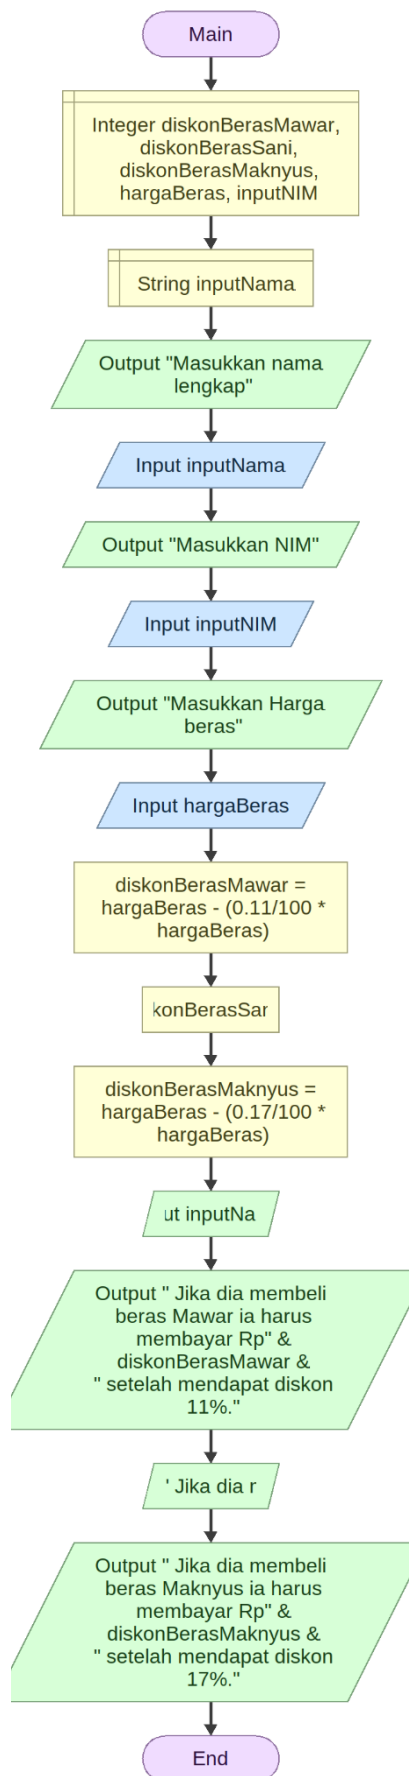 Main
Integer diskonBerasMawar,
diskonBerasSani,
diskonBerasMaknyus,
hargaBeras, inputNIM
String inputNama
Output "Masukkan nama
lengkap"
Input inputNama
Output "Masukkan NIM"
Input inputNIM
Output "Masukkan Harga
beras"
Input hargaBeras
diskonBerasMawar =
hargaBeras - (0.11/100 *
hargaBeras)
konBerasSar
diskonBerasMaknyus =
hargaBeras - (0.17/100 *
hargaBeras)
ut inputNa
Output " Jika dia membeli
beras Mawar ia harus
membayar Rp" &
diskonBerasMawar &
" setelah mendapat diskon
11%."
' Jika dia r
Output " Jika dia membeli
beras Maknyus ia harus
membayar Rp" &
diskonBerasMaknyus &
" setelah mendapat diskon
17%."
End